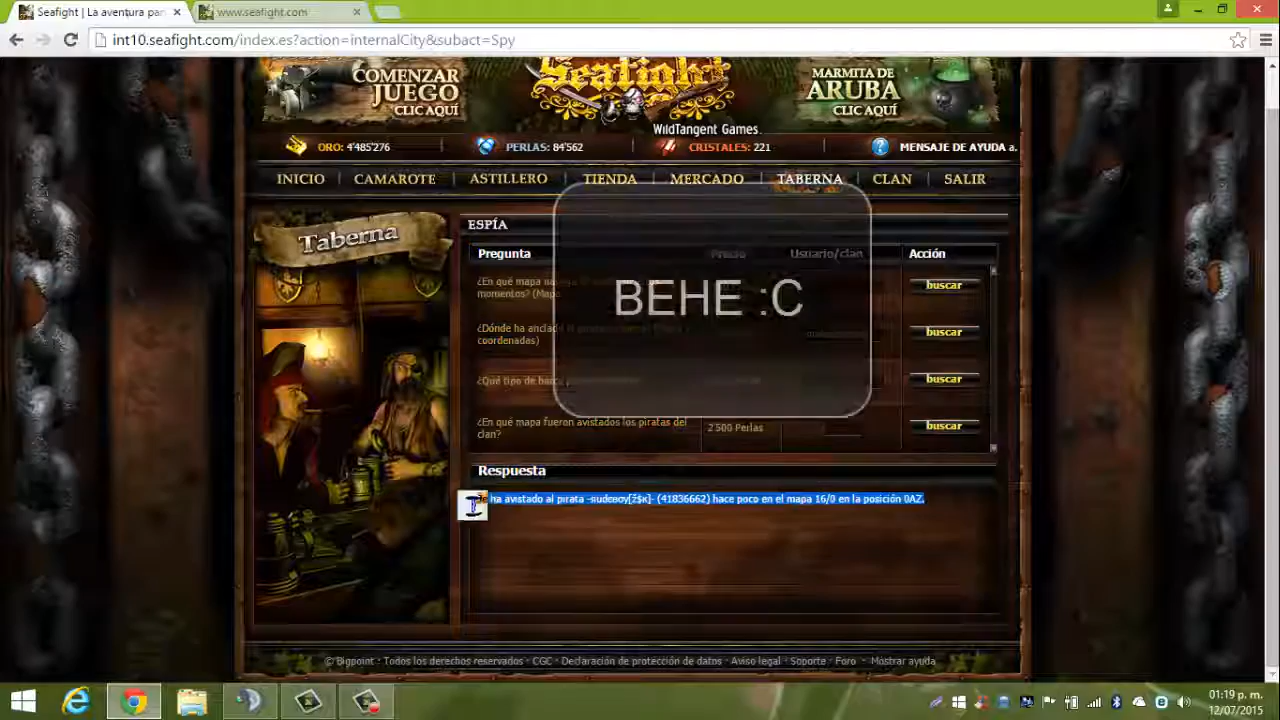 Seafight | La aventura par
www.seafight.com
int10.seafight.com/index.es?action=internalCity&subact=Spy
COMENZAR
JUEGO
CLIC AQUÍ
Seafight
WildTangent Games
MARMITA DE
ARUBA
CLIC AQUÍ
ORO: 4'485'276
PERLAS: 84'562
CRISTALES: 221
MENSAJE DE AYUDA a.
INICIO
CAMAROTE
ASTILLERO
TIENDA
MERCADO
TABERNA
CLAN
SALIR
Taberna
ESPÍA
Pregunta
Precio
Usuario/clan
Acción
¿En qué mapa
momentos? (Mapa
buscar
¿Dónde ha anclado
coordenadas)
buscar
¿Qué tipo de
buscar
¿En qué mapa fueron avistados los piratas del
clan?
2'500 Perlas
buscar
BEHE :C
Respuesta
ha avistado al pirata (41836662) hace poco en el mapa 16/0 en la posición 0AZ.
© Bigpoint · Todos los derechos reservados · CGC · Declaración de protección de datos · Aviso legal · Soporte · Foro · Mostrar ayuda
01:19 p. m.
12/07/2015